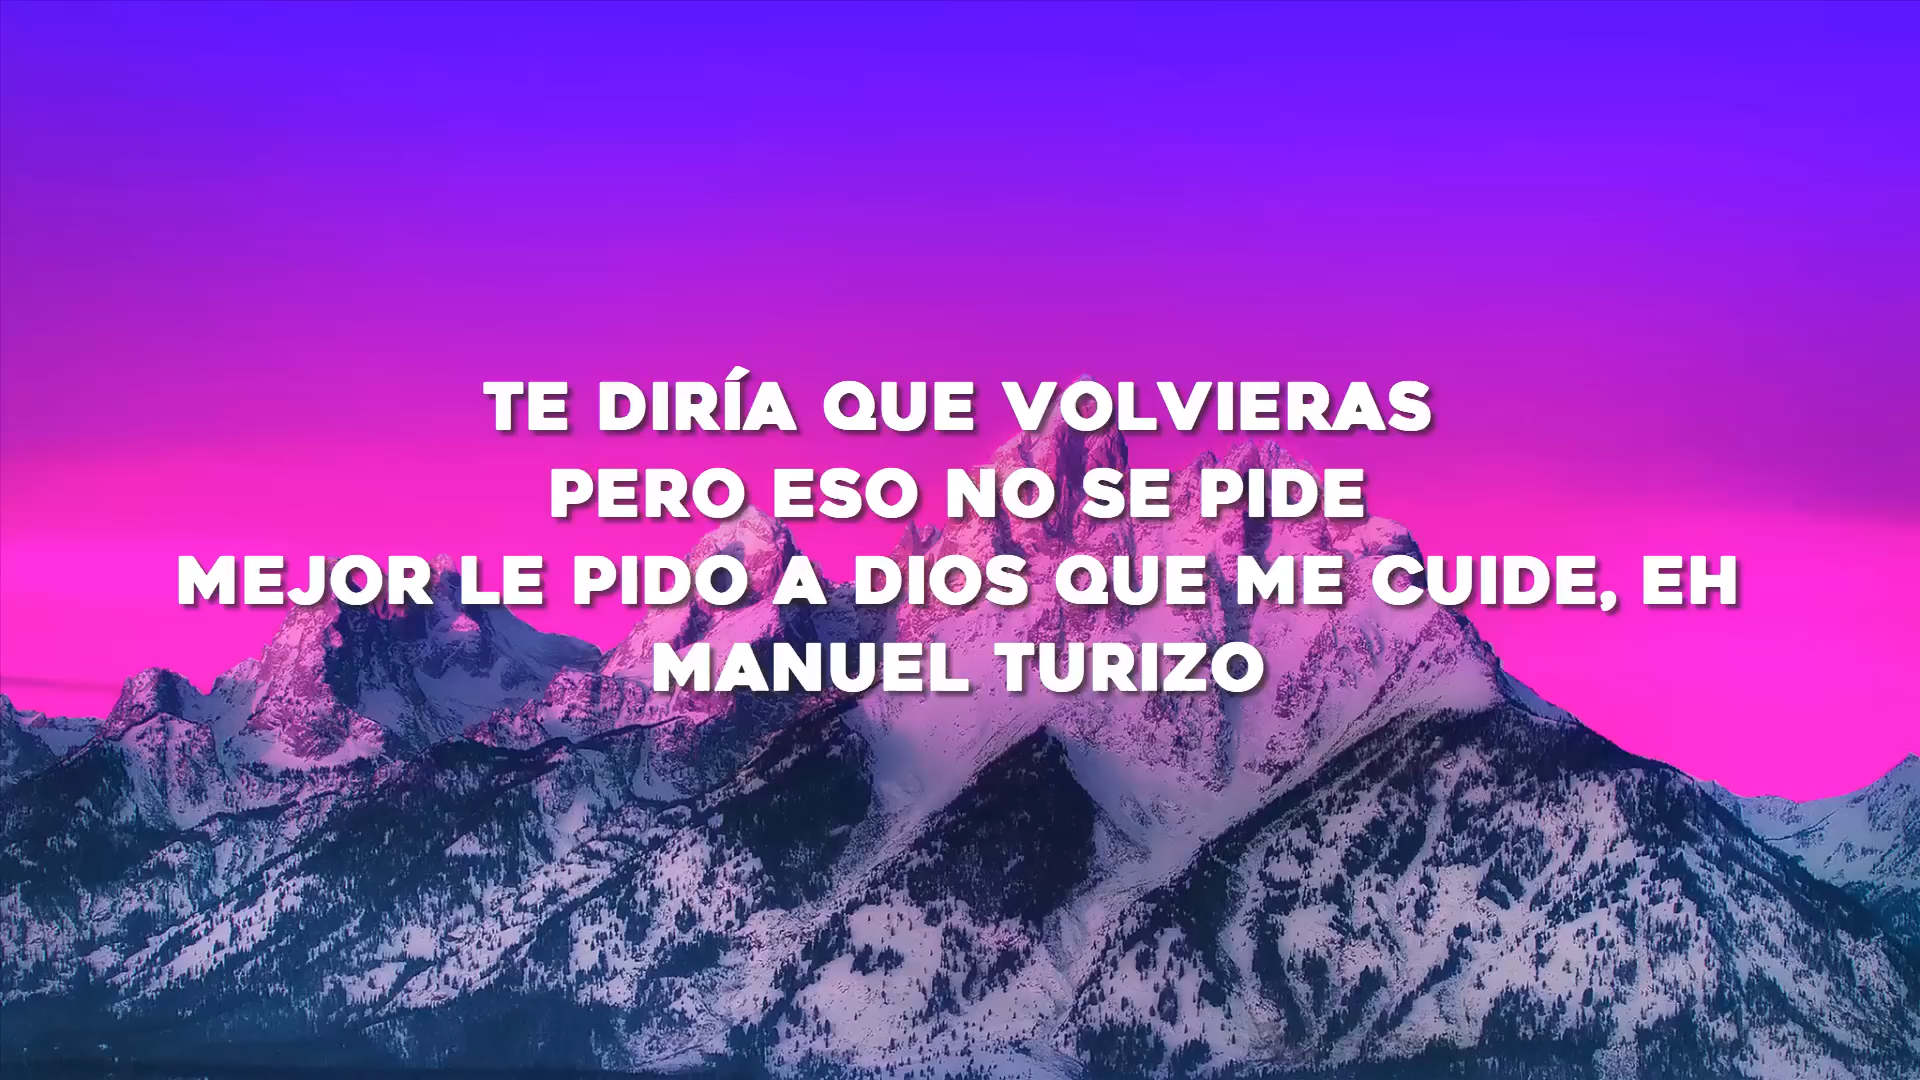 TE DIRÍA QUE VOLVIERAS
PERO ESO NO SE PIDE
MEJOR LE PIDO A DIOS QUE ME CUIDE, EH
MANUEL TURIZO